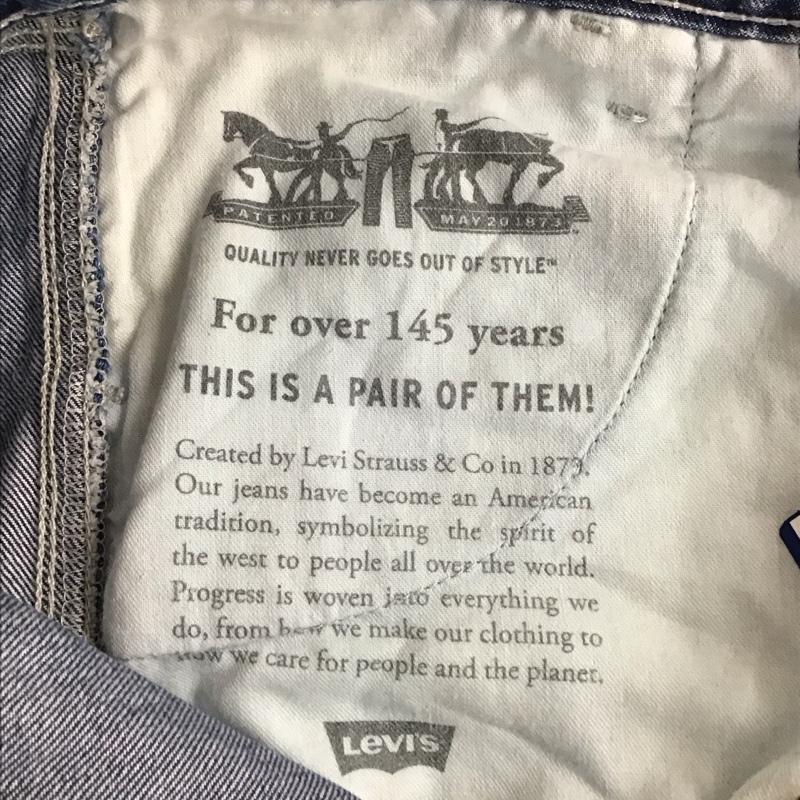 PATENTED MAY 20 1873™
QUALITY NEVER GOES OUT OF STYLE™
For over 145 years
THIS IS A PAIR OF THEM!
Created by Levi Strauss & Co in 1873.
Our jeans have become an American
tradition, symbolizing the spirit of
the west to people all over the world.
Progress is woven into everything we
do, from how we make our clothing to
how we care for people and the planet.
LEVI'S